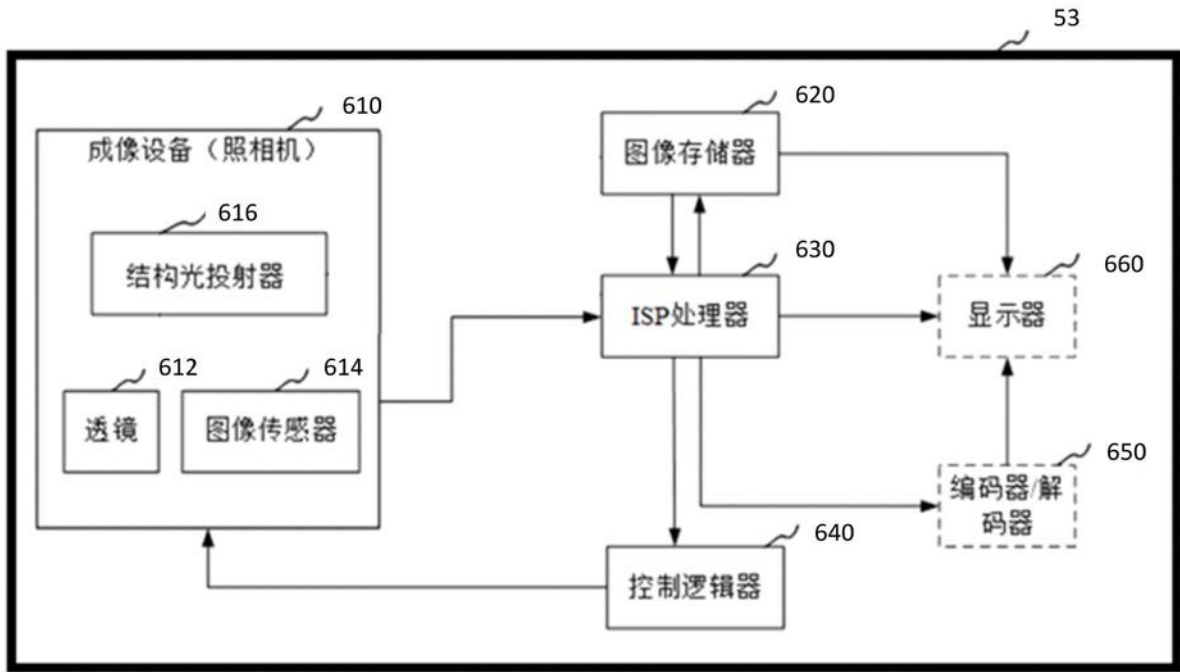 53
610
成像设备（照相机）
616
结构光投射器
612
透镜
614
图像传感器
620
图像存储器
630
ISP处理器
660
显示器
650
编码器/解
码器
640
控制逻辑器